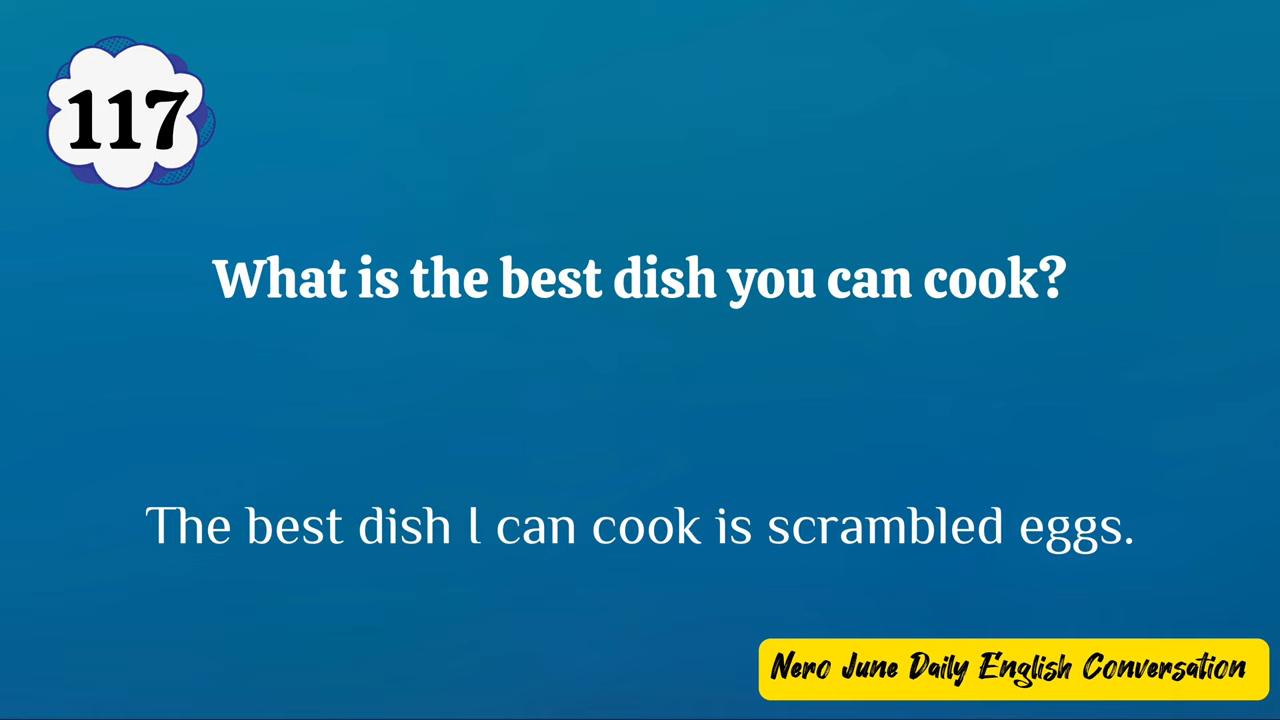 117
What is the best dish you can cook?
The best dish I can cook is scrambled eggs.
Nero June Daily English Conversation